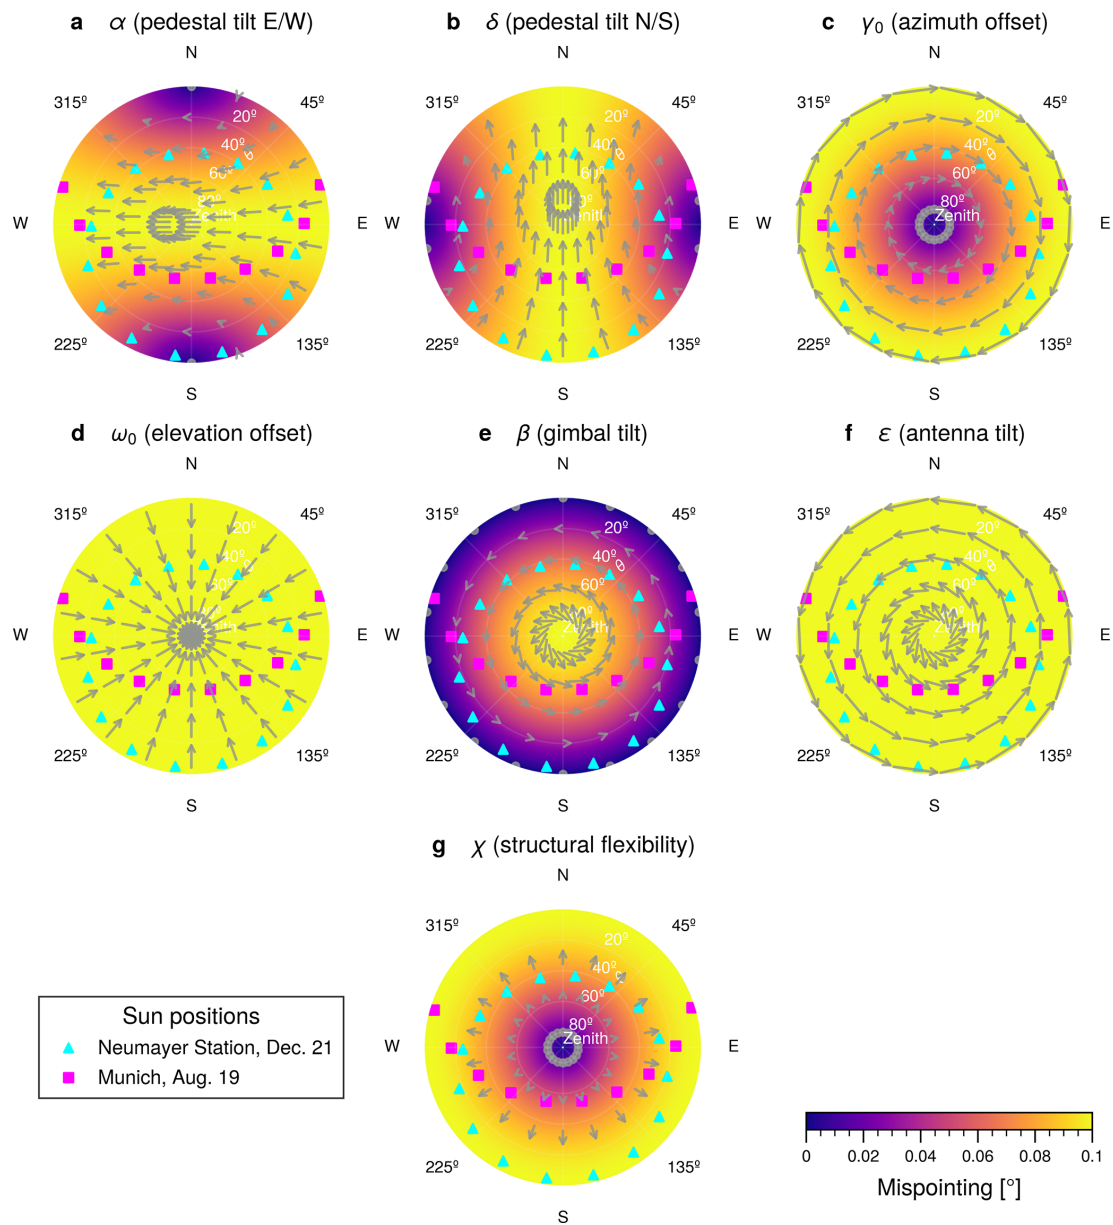 a α (pedestal tilt E/W)
N
315º
45º
20º
40º
θ
60º
80º
Zenith
W
E
225º
135º
S
b δ (pedestal tilt N/S)
N
315º
45º
20º
40º
θ
60º
W
E
225º
135º
S
c γ₀ (azimuth offset)
N
315º
45º
20º
40º
θ
60º
80º
Zenith
W
E
225º
135º
S
d ω₀ (elevation offset)
N
315º
45º
20º
40º
θ
60º
W
E
225º
135º
S
e β (gimbal tilt)
N
315º
45º
20º
40º
θ
60º
Zenith
W
E
225º
135º
S
f ε (antenna tilt)
N
315º
45º
20º
40º
θ
60º
Zenith
W
E
225º
135º
S
g χ (structural flexibility)
N
315º
45º
20º
40º
θ
60º
80º
Zenith
W
E
225º
135º
S
Sun positions
Neumayer Station, Dec. 21
Munich, Aug. 19
0 0.02 0.04 0.06 0.08 0.1
Mispointing [°]